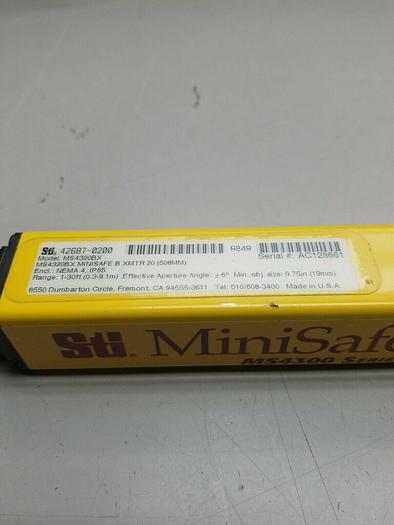 Sti 42687-0200 9849
Model: MS4320BX Serial #: AC128661
MS4320BX MINISAFE B XMTR 20 (508MM)
Encl.: NEMA 4, IP65
Range: 1-30ft (0.3-9.1m) Effective Aperture Angle: ± 6° Min. obj. size: 0.75in (19mm)
6550 Dumbarton Circle, Fremont, CA 94555-3611 Tel: 510/608-3400 Made in U.S.A.
Sti® MiniSafe
MS4300 SERIE